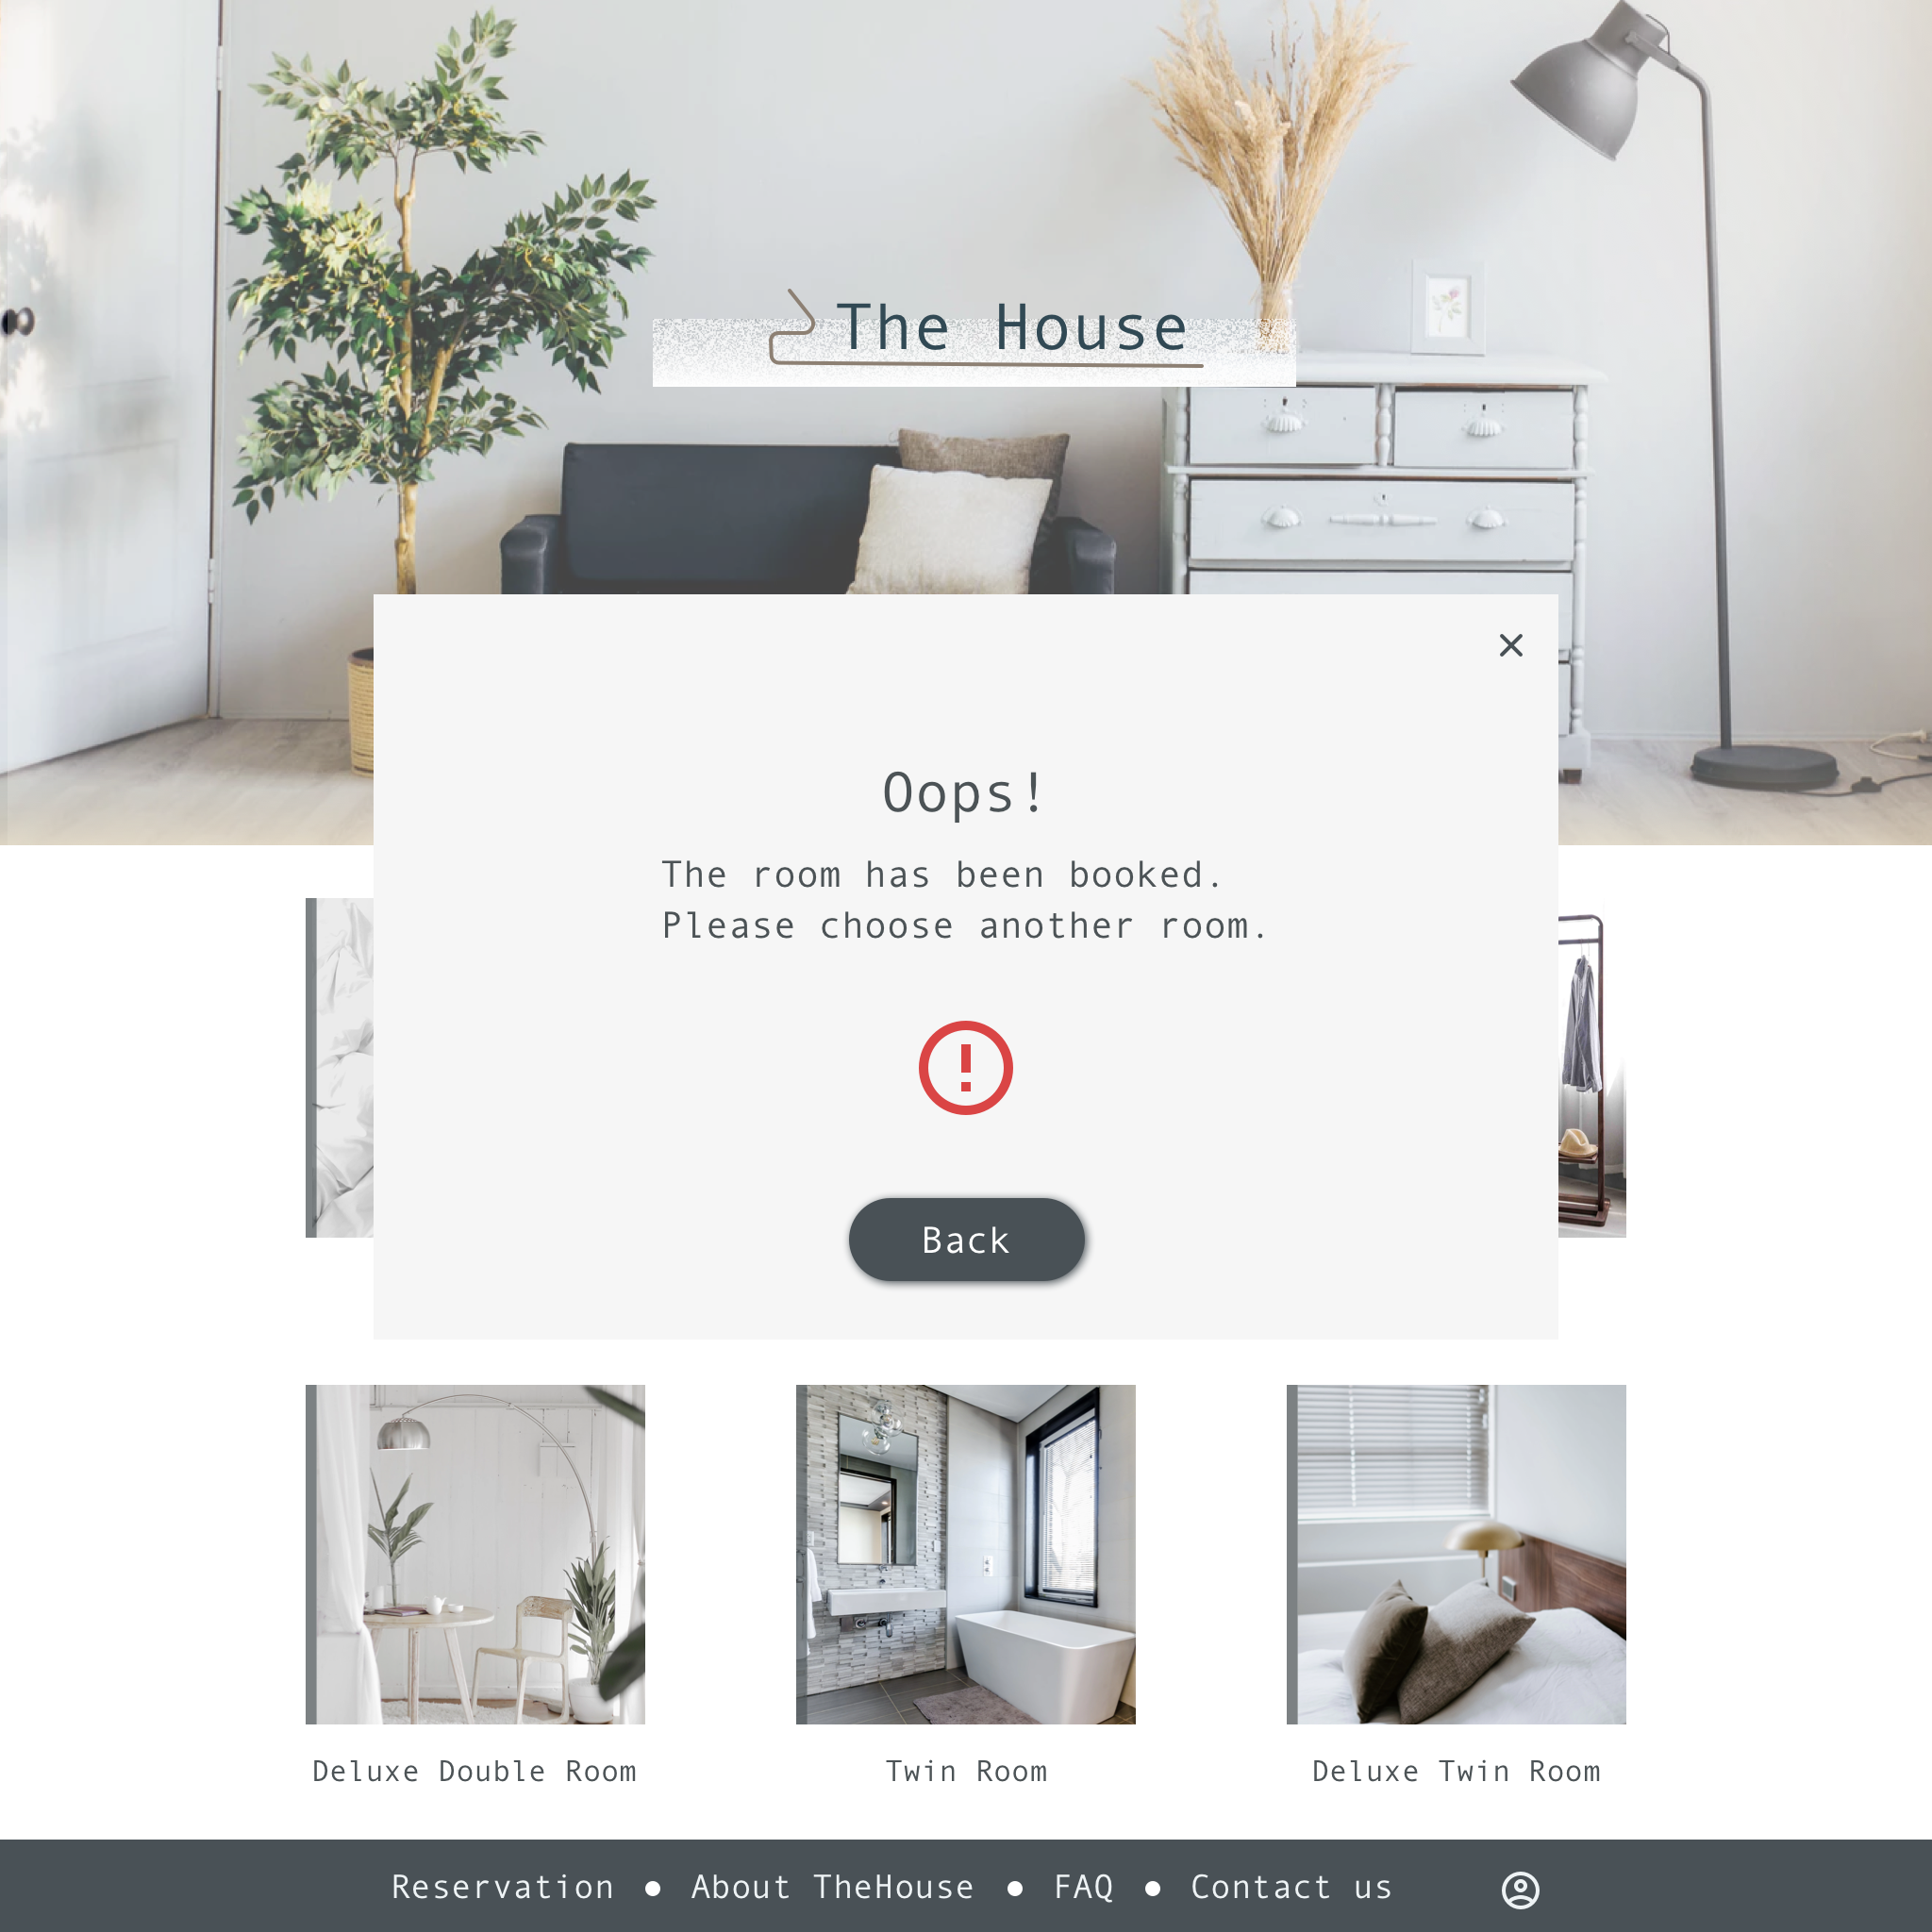 The House
Oops!
The room has been booked.
Please choose another room.
Back
Deluxe Double Room
Twin Room
Deluxe Twin Room
Reservation ● About TheHouse ● FAQ ● Contact us